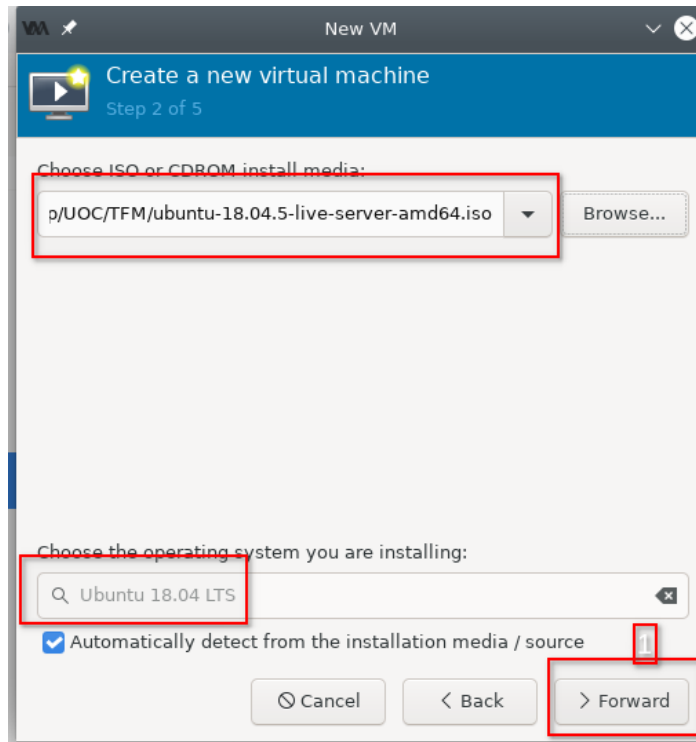 New VM
Create a new virtual machine
Step 2 of 5
Choose ISO or CDROM install media:
p/UOC/TFM/ubuntu-18.04.5-live-server-amd64.iso
Browse...
Choose the operating system you are installing:
Ubuntu 18.04 LTS
Automatically detect from the installation media / source
1
Cancel
Back
Forward